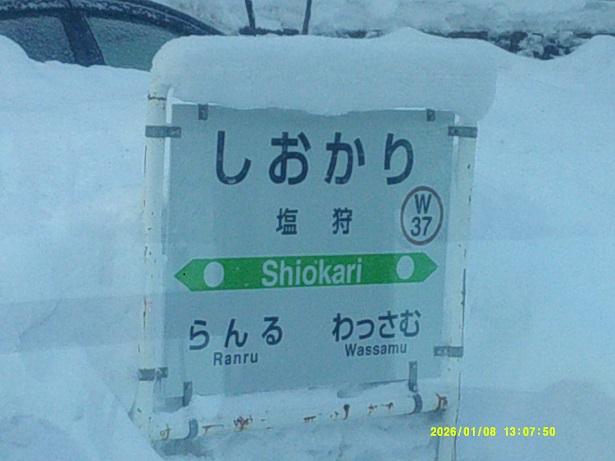 しおかり
塩 狩
W
37
Shiokari
らんる わっさむ
Ranru Wassamu
2026/01/08 13:07:50